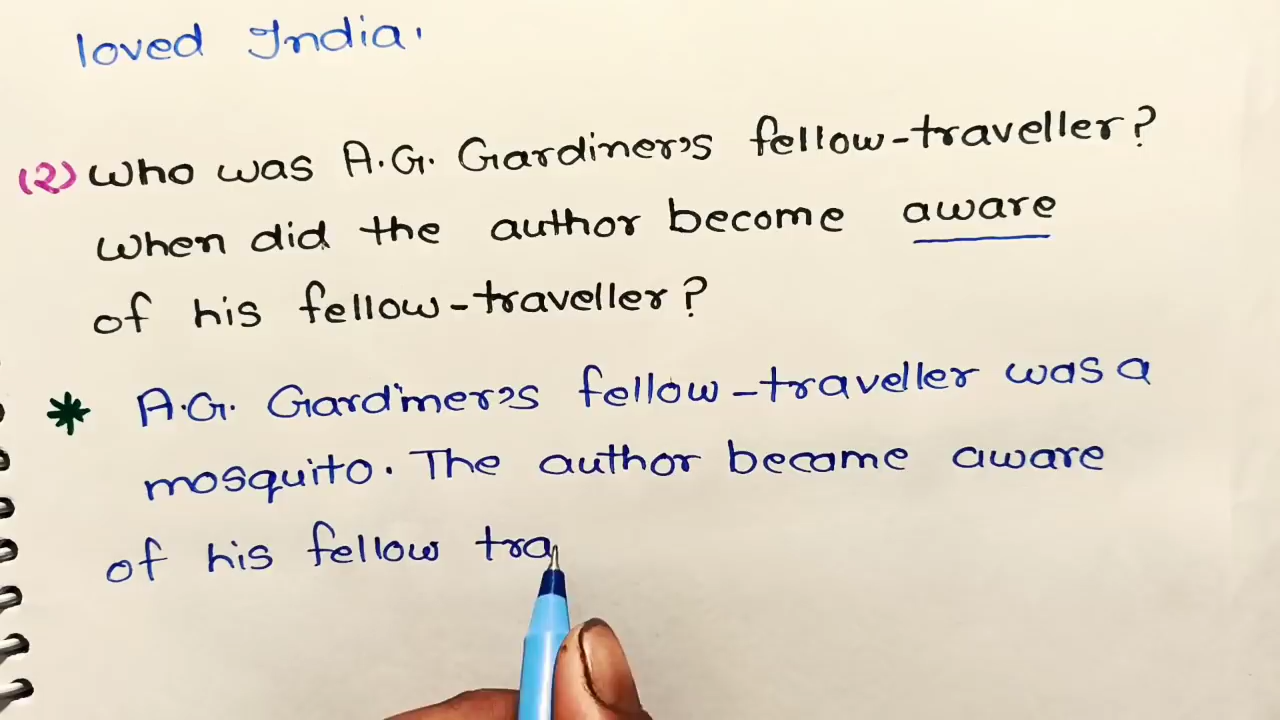 loved India.
(2) Who was A.G. Gardiner's fellow-traveller?
When did the author become aware
of his fellow-traveller?
* A.G. Gardiner's fellow-traveller was a
mosquito. The author became aware
of his fellow tra